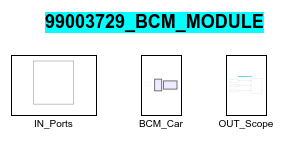 99003729_BCM_MODULE
IN_Ports BCM_Car OUT_Scope